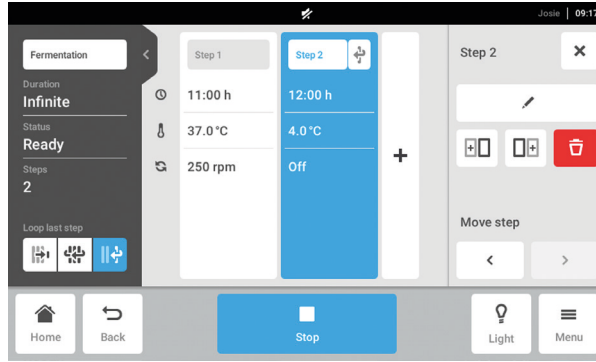 Josie | 09:17
Fermentation
Duration
Infinite
Status
Ready
Steps
2
Loop last step
Step 1
11:00 h
37.0 °C
250 rpm
Step 2
12:00 h
4.0 °C
Off
+
Step 2
Move step
Home
Back
Stop
Light
Menu